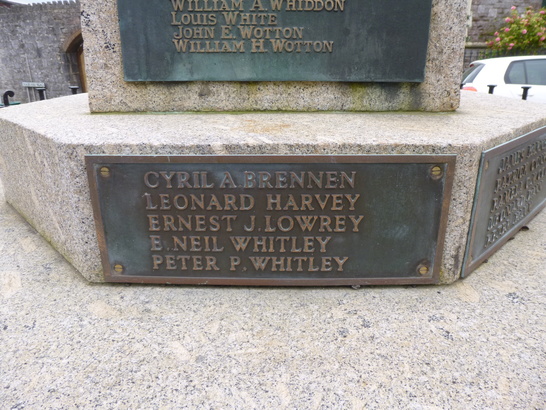 WILLIAM A. WHIDDON
LOUIS WHITE
JOHN E. WOTTON
WILLIAM H. WOTTON
CYRIL A. BRENNEN
LEONARD HARVEY
ERNEST J. LOWREY
E. NEIL WHITLEY
PETER P. WHITLEY